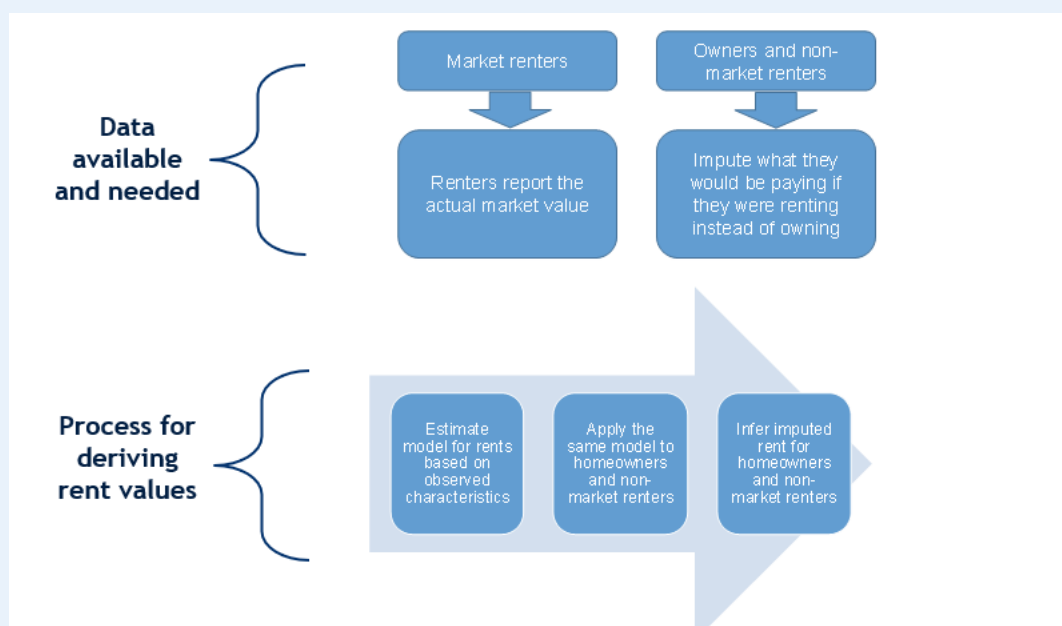 Data
available
and needed
Market renters
Owners and non-
market renters
Renters report the
actual market value
Impute what they
would be paying if
they were renting
instead of owning
Process for
deriving
rent values
Estimate
model for rents
based on
observed
characteristics
Apply the
same model to
homeowners
and non-
market renters
Infer imputed
rent for
homeowners
and non-
market renters